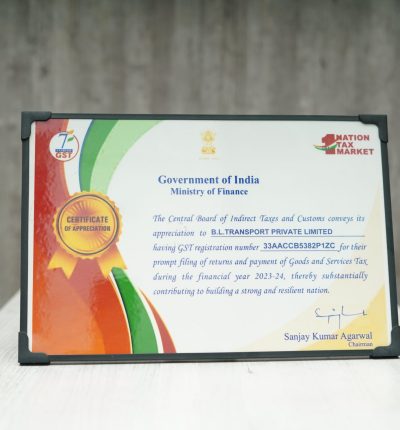 7
GST
NATION
1 TAX
MARKET
Government of India
Ministry of Finance
CERTIFICATE
OF APPRECIATION
The Central Board of Indirect Taxes and Customs conveys its
appreciation to B.L.TRANSPORT PRIVATE LIMITED
having GST registration number 33AACCB5382P1ZC for their
prompt filing of returns and payment of Goods and Services Tax
during the financial year 2023-24, thereby substantially
contributing to building a strong and resilient nation.
Sanjay Kumar Agarwal
Chairman